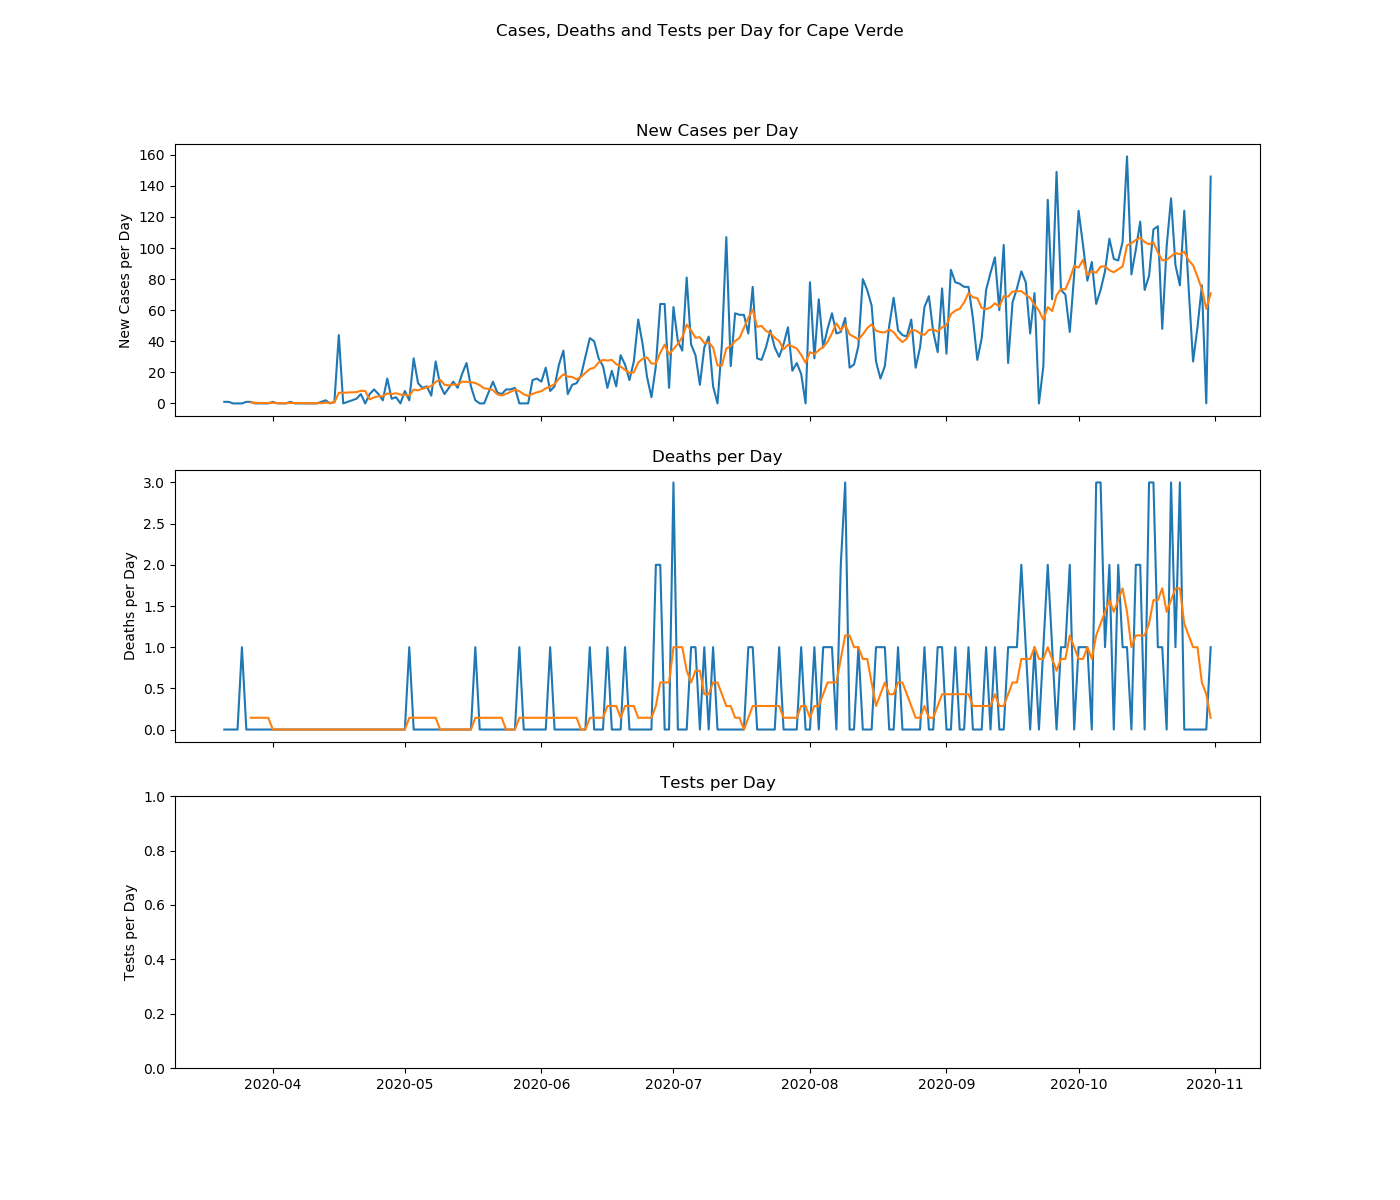 Cases, Deaths and Tests per Day for Cape Verde
New Cases per Day
New Cases per Day
160
140
120
100
80
60
40
20
0
Deaths per Day
Deaths per Day
3.0
2.5
2.0
1.5
1.0
0.5
0.0
Tests per Day
Tests per Day
1.0
0.8
0.6
0.4
0.2
0.0
2020-04 2020-05 2020-06 2020-07 2020-08 2020-09 2020-10 2020-11